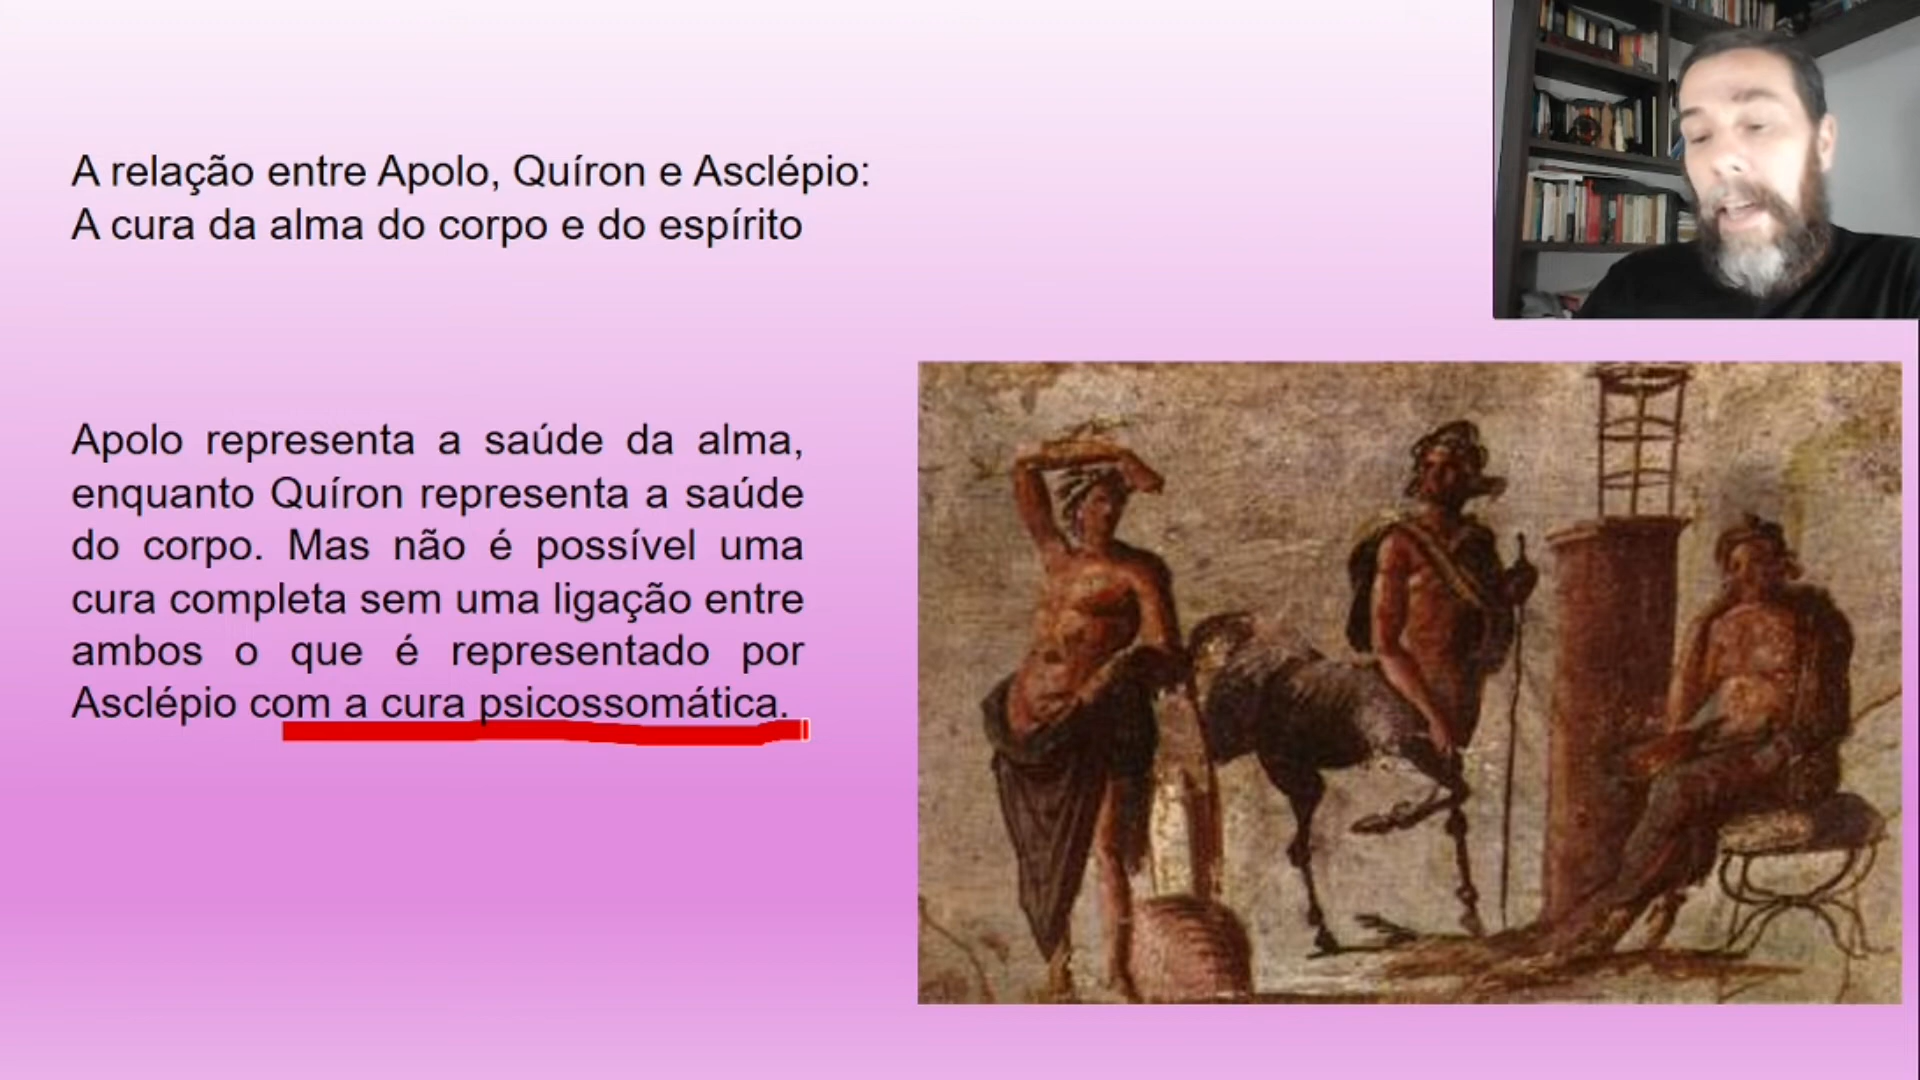 A relação entre Apolo, Quíron e Asclépio:
A cura da alma do corpo e do espírito
Apolo representa a saúde da alma,
enquanto Quíron representa a saúde
do corpo. Mas não é possível uma
cura completa sem uma ligação entre
ambos o que é representado por
Asclépio com a cura psicossomática.